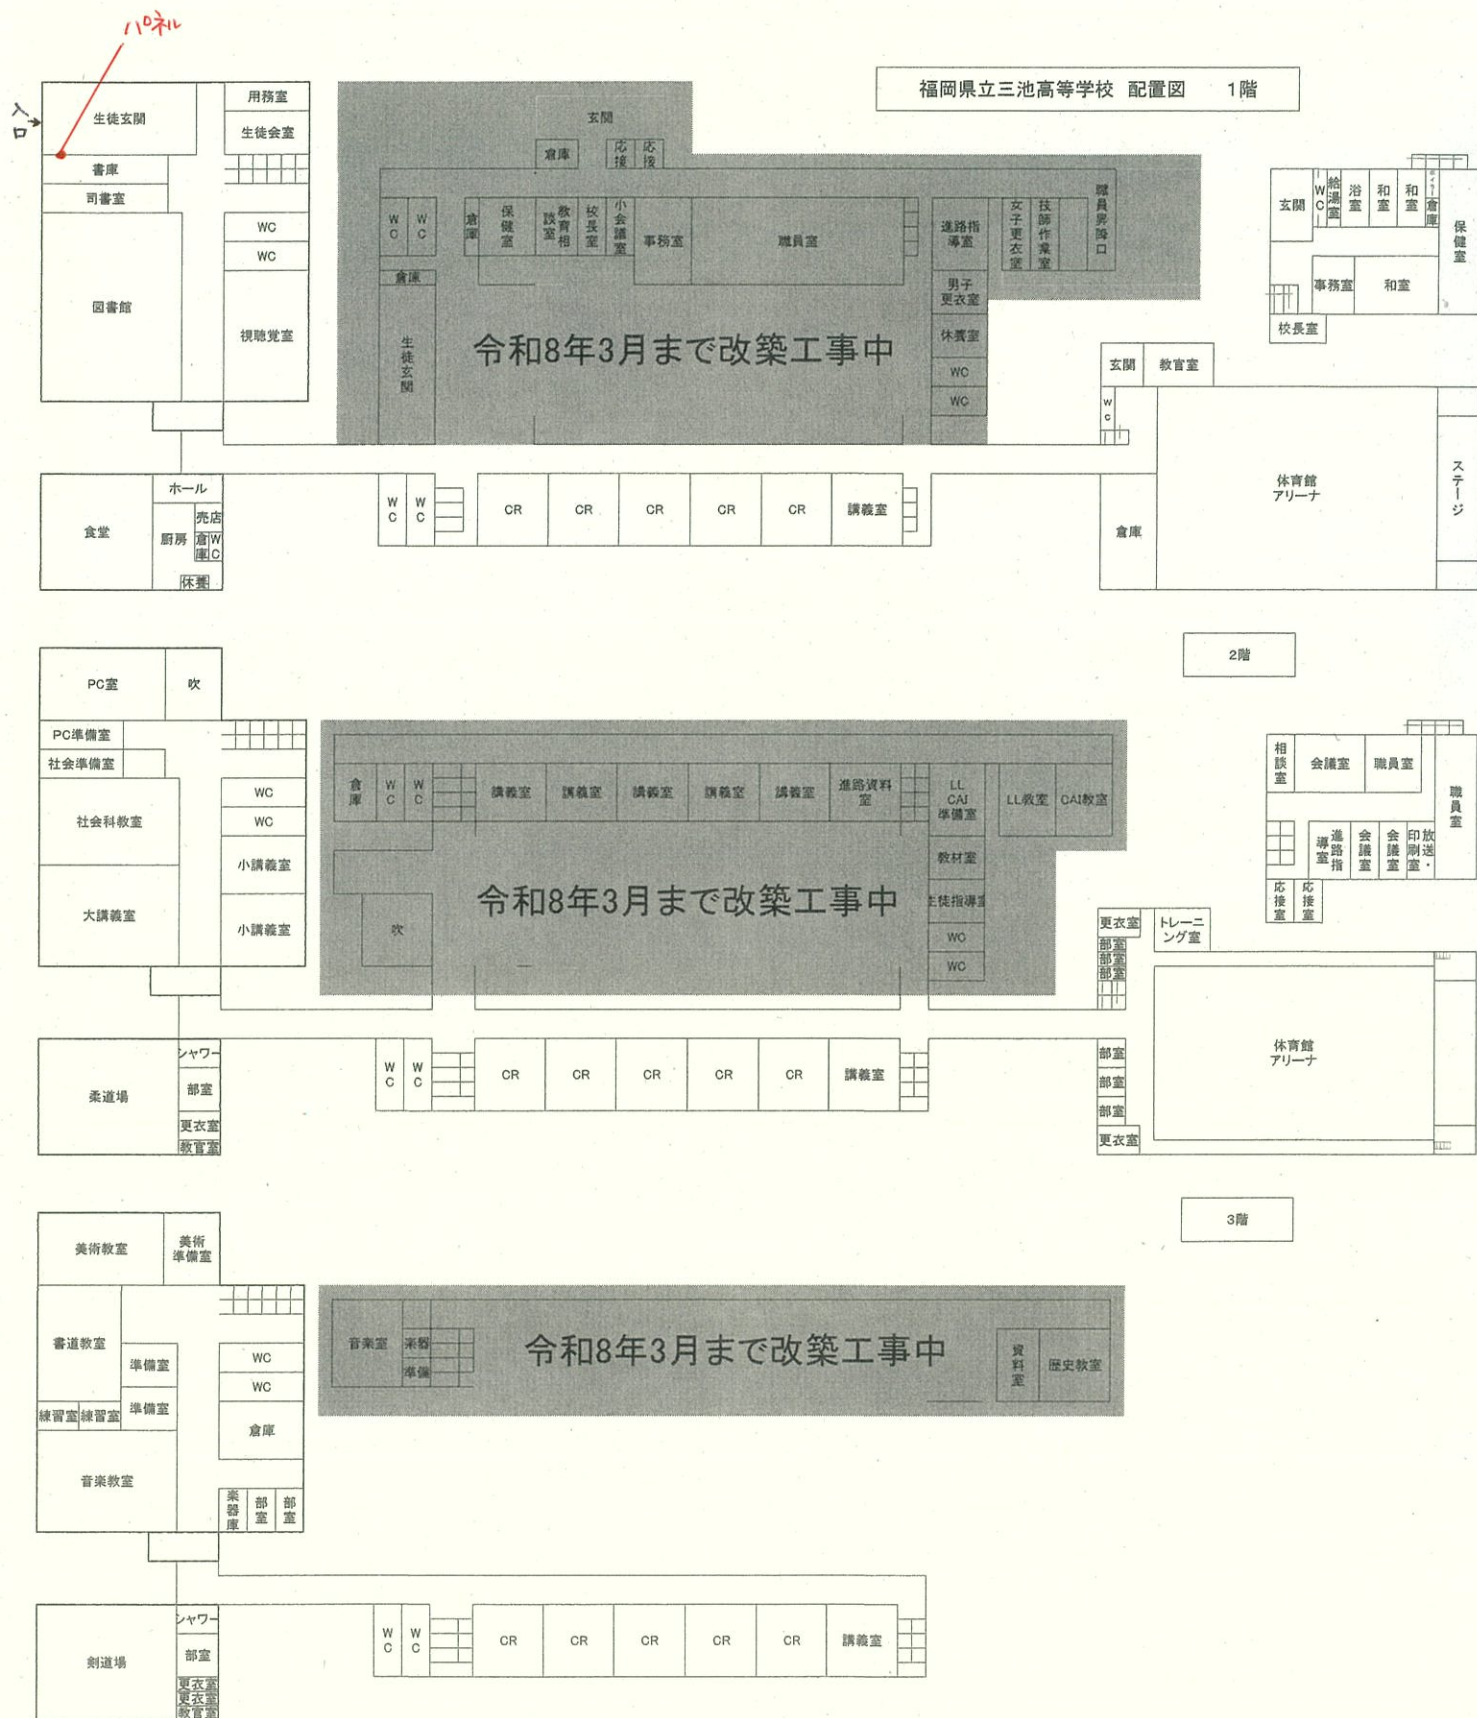 パネル
福岡県立三池高等学校 配置図 1階
入口
生徒玄関
用務室
生徒会室
書庫
司書室
図書館
WC
WC
視聴覚室
玄関
倉庫
応接
応接
WC
WC
倉庫
保健室
教育相談室
校長室
小会議室
事務室
職員室
進路指導室
女子更衣室
技師作業室
職員昇降口
倉庫
生徒玄関
男子
更衣室
休養室
WC
WC
令和8年3月まで改築工事中
玄関
WC
給湯室
浴室
和室
和室
倉庫
保健室
事務室
和室
校長室
玄関
教官室
WC
体育館
アリーナ
ステージ
倉庫
食堂
ホール
売店
厨房
倉庫
WC
休養
WC
WC
CR
CR
CR
CR
CR
講義室
2階
PC室
吹
PC準備室
社会準備室
社会科教室
大講義室
WC
WC
小講義室
小講義室
倉庫
WC
WC
講義室
講義室
講義室
講義室
講義室
進路資料室
LL
CAI
準備室
LL教室
CAI教室
教材室
生徒指導室
WC
WC
吹
令和8年3月まで改築工事中
相談室
会議室
職員室
職員室
進路指導室
会議室
会議室
放送・印刷室
応接室
応接室
更衣室
部室
部室
部室
トレーニング室
体育館
アリーナ
部室
部室
部室
更衣室
柔道場
シャワー
部室
更衣室
教官室
WC
WC
CR
CR
CR
CR
CR
講義室
3階
美術教室
美術
準備室
書道教室
準備室
準備室
練習室
練習室
音楽教室
WC
WC
倉庫
楽器庫
部室
部室
音楽室
楽器
準備
令和8年3月まで改築工事中
資料室
歴史教室
剣道場
シャワー
部室
更衣室
更衣室
教官室
WC
WC
CR
CR
CR
CR
CR
講義室